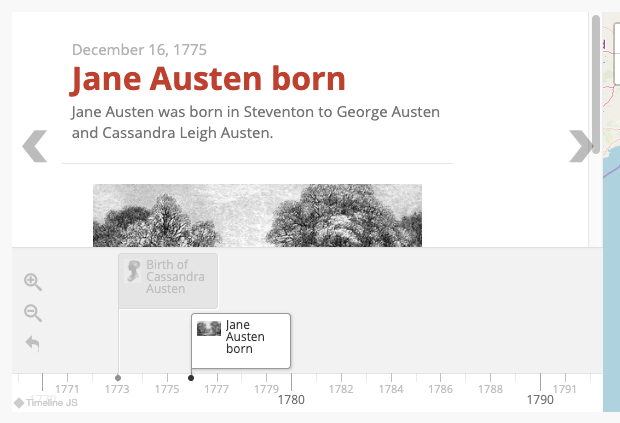 December 16, 1775
Jane Austen born
Jane Austen was born in Steventon to George Austen
and Cassandra Leigh Austen.
Birth of
Cassandra
Austen
Jane
Austen
born
1771 1773 1775 1777 1779 1782 1784 1786 1788 1791
1770 1780 1790
Timeline JS